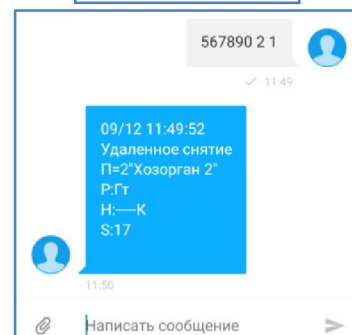 567890 2 1
11:49
09/12 11:49:52
Удаленное снятие
П=2"Хозорган 2"
Р:Гт
Н:-----К
S:17
11:50
Написать сообщение